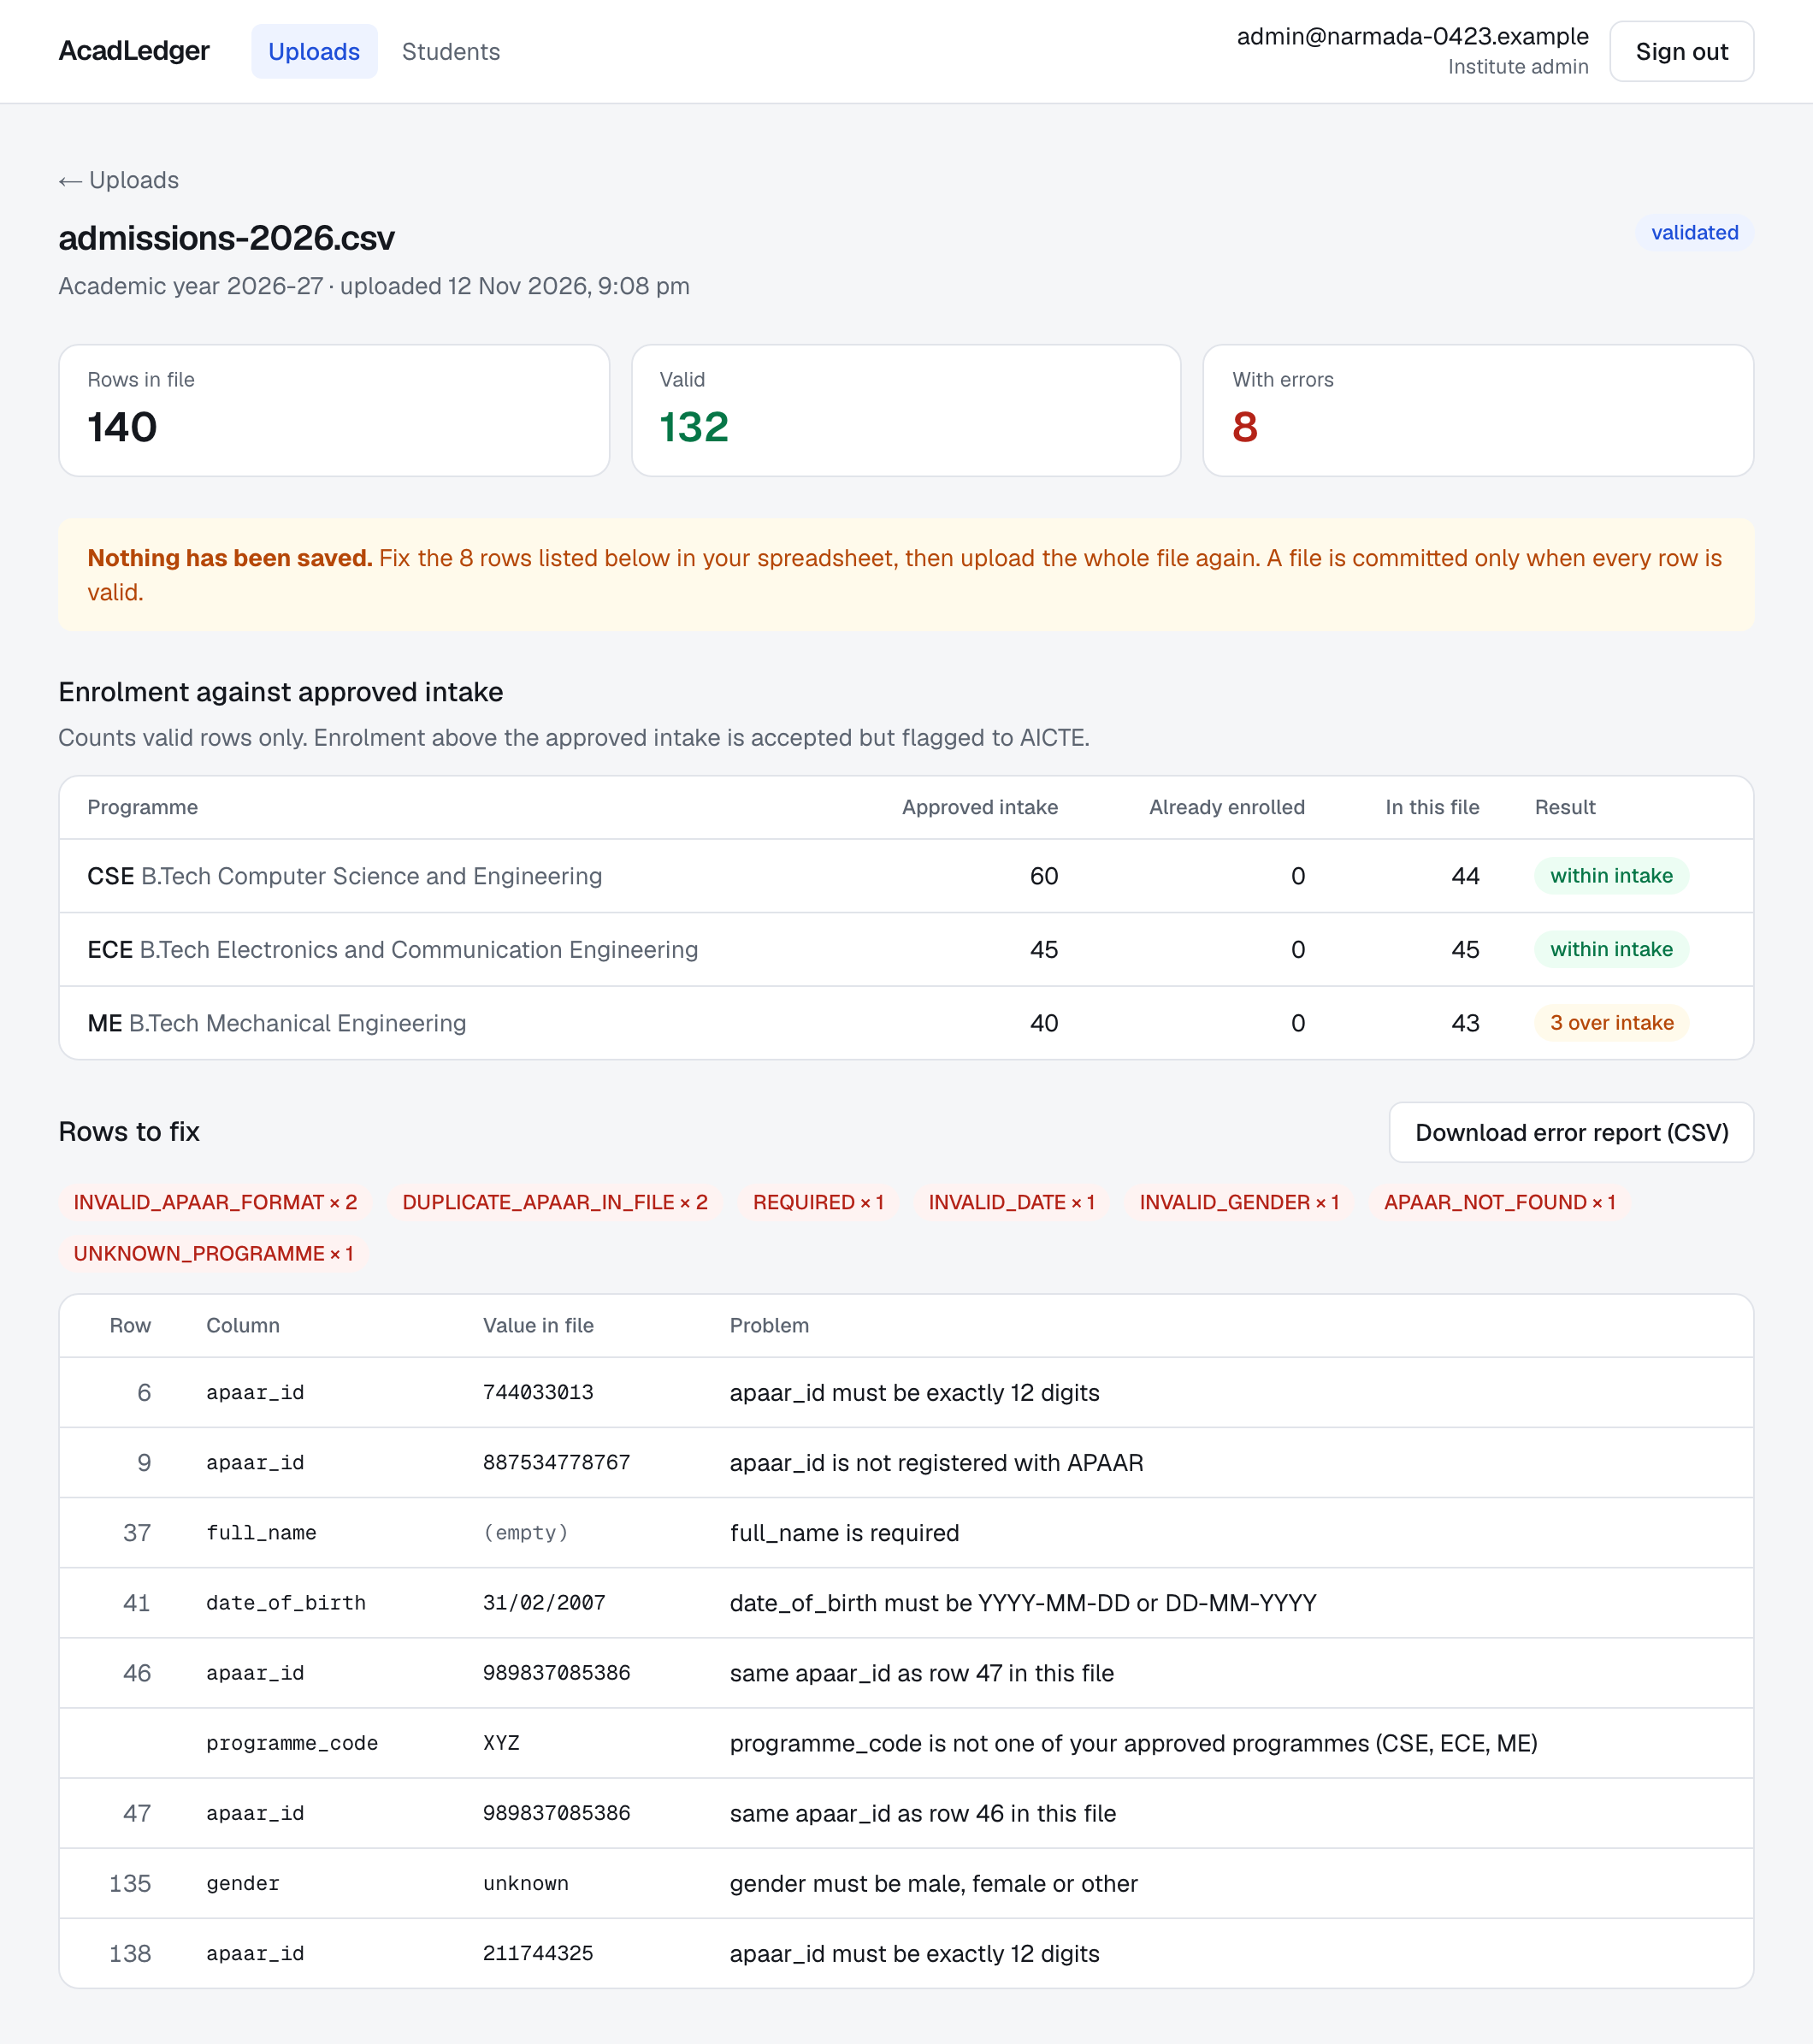 AcadLedger
Uploads
Students
admin@narmada-0423.example
Institute admin
Sign out
← Uploads
admissions-2026.csv
validated
Academic year 2026-27 · uploaded 12 Nov 2026, 9:08 pm
Rows in file
140
Valid
132
With errors
8
Nothing has been saved. Fix the 8 rows listed below in your spreadsheet, then upload the whole file again. A file is committed only when every row is
valid.
Enrolment against approved intake
Counts valid rows only. Enrolment above the approved intake is accepted but flagged to AICTE.
Programme Approved intake Already enrolled In this file Result
CSE B.Tech Computer Science and Engineering 60 0 44 within intake
ECE B.Tech Electronics and Communication Engineering 45 0 45 within intake
ME B.Tech Mechanical Engineering 40 0 43 3 over intake
Rows to fix
Download error report (CSV)
INVALID_APAAR_FORMAT × 2 DUPLICATE_APAAR_IN_FILE × 2 REQUIRED × 1 INVALID_DATE × 1 INVALID_GENDER × 1 APAAR_NOT_FOUND × 1
UNKNOWN_PROGRAMME × 1
Row Column Value in file Problem
6 apaar_id 744033013 apaar_id must be exactly 12 digits
9 apaar_id 887534778767 apaar_id is not registered with APAAR
37 full_name (empty) full_name is required
41 date_of_birth 31/02/2007 date_of_birth must be YYYY-MM-DD or DD-MM-YYYY
46 apaar_id 989837085386 same apaar_id as row 47 in this file
programme_code XYZ programme_code is not one of your approved programmes (CSE, ECE, ME)
47 apaar_id 989837085386 same apaar_id as row 46 in this file
135 gender unknown gender must be male, female or other
138 apaar_id 211744325 apaar_id must be exactly 12 digits